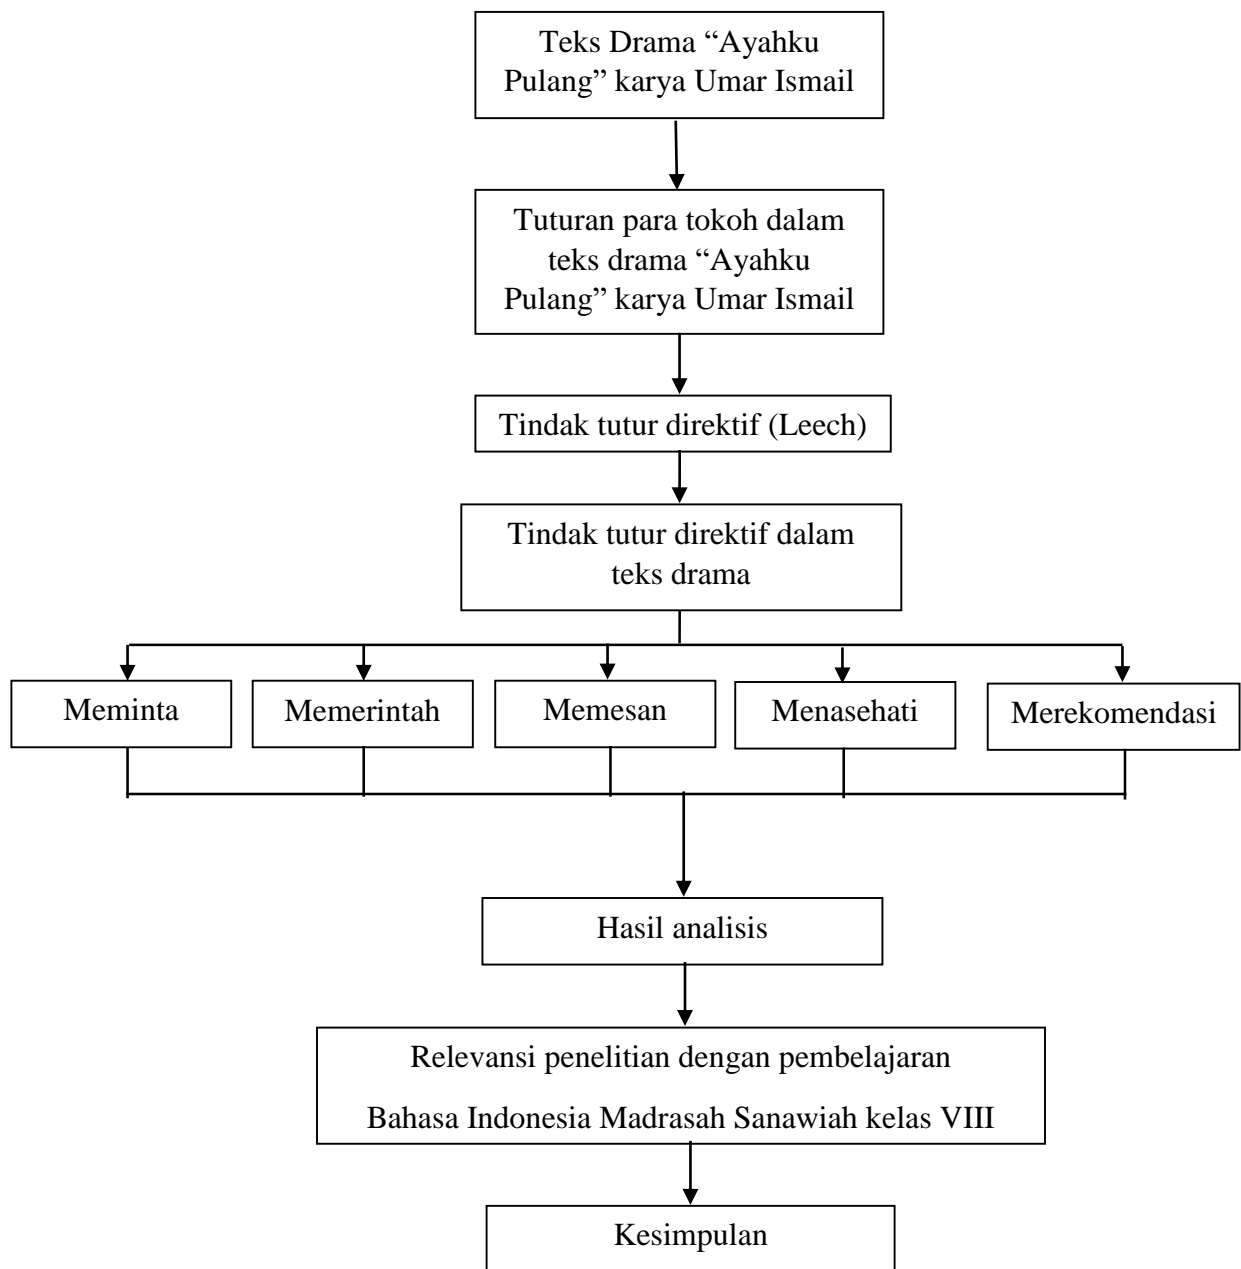 Teks Drama “Ayahku
Pulang” karya Umar Ismail
Tuturan para tokoh dalam
teks drama “Ayahku
Pulang” karya Umar Ismail
Tindak tutur direktif (Leech)
Tindak tutur direktif dalam
teks drama
Meminta
Memerintah
Memesan
Menasehati
Merekomendasi
Hasil analisis
Relevansi penelitian dengan pembelajaran
Bahasa Indonesia Madrasah Sanawiah kelas VIII
Kesimpulan